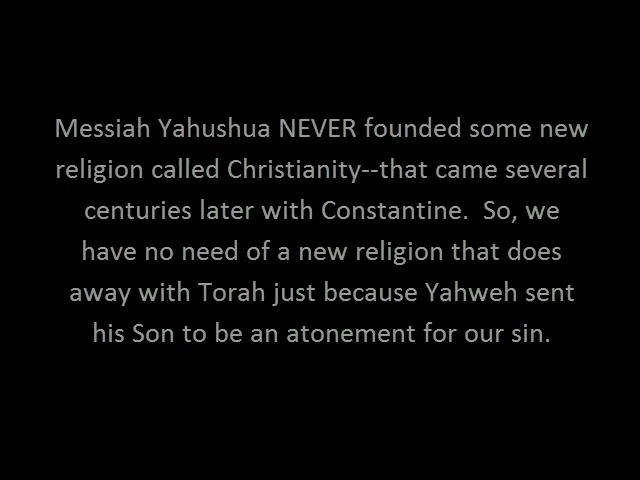 Messiah Yahushua NEVER founded some new
religion called Christianity--that came several
centuries later with Constantine.  So, we
have no need of a new religion that does
away with Torah just because Yahweh sent
his Son to be an atonement for our sin.